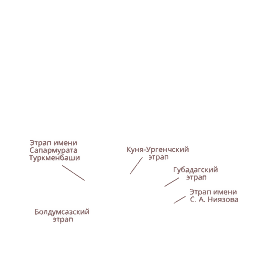 Этрап имени
Сапармурата
Туркменбаши
Куня-Ургенчский
этрап
Губадагский
этрап
Этрап имени
С. А. Ниязова
Болдумсазский
этрап